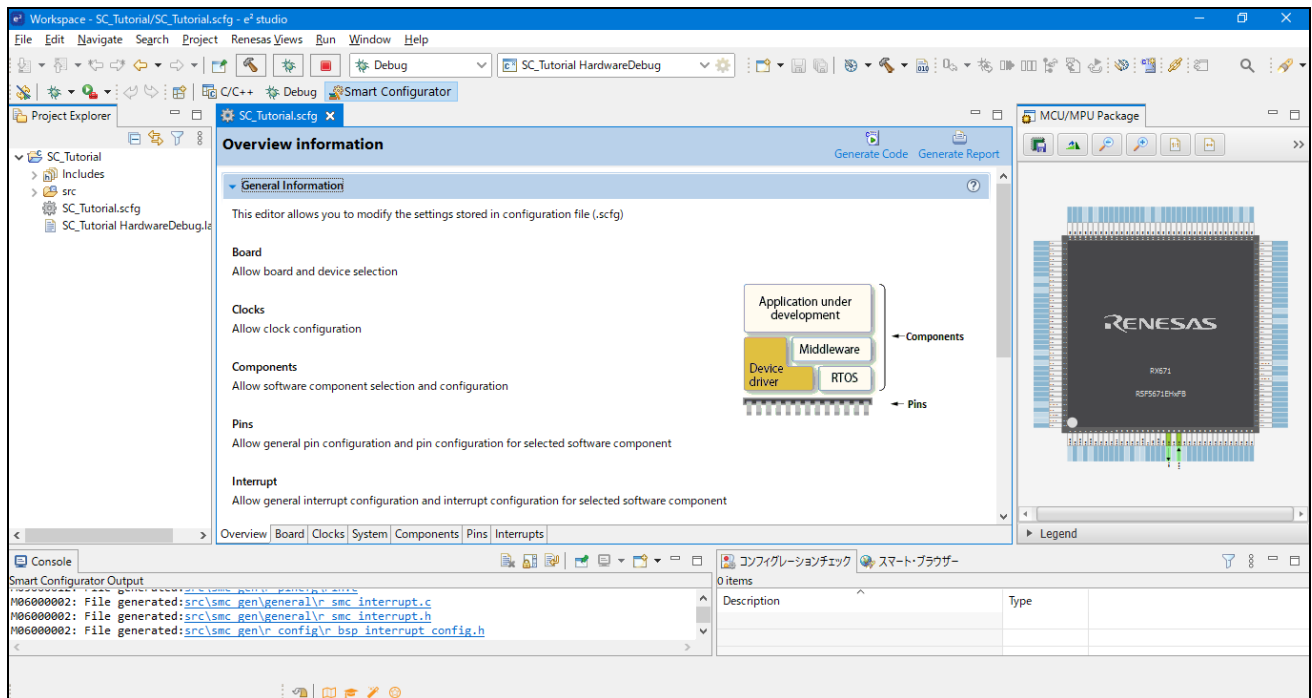 Workspace - SC_Tutorial/SC_Tutorial.scfg - e² studio
File Edit Navigate Search Project Renesas Views Run Window Help
Debug
SC_Tutorial HardwareDebug
C/C++ Debug Smart Configurator
Project Explorer
SC_Tutorial
Includes
src
SC_Tutorial.scfg
SC_Tutorial HardwareDebug.la
SC_Tutorial.scfg
Overview information
Generate Code Generate Report
General Information
This editor allows you to modify the settings stored in configuration file (.scfg)
Board
Allow board and device selection
Clocks
Allow clock configuration
Components
Allow software component selection and configuration
Pins
Allow general pin configuration and pin configuration for selected software component
Interrupt
Allow general interrupt configuration and interrupt configuration for selected software component
Application under
development
Middleware
Device
driver
RTOS
Components
Pins
Overview Board Clocks System Components Pins Interrupts
MCU/MPU Package
RENESAS
RX671
R5F5671EHxFB
Legend
Console
Smart Configurator Output
M06000002: File generated:src\smc_gen\general\r_smc_interrupt.c
M06000002: File generated:src\smc_gen\general\r_smc_interrupt.h
M06000002: File generated:src\smc_gen\r_config\r_bsp_interrupt_config.h
コンフィグレーションチェック スマート・ブラウザー
0 items
Description Type